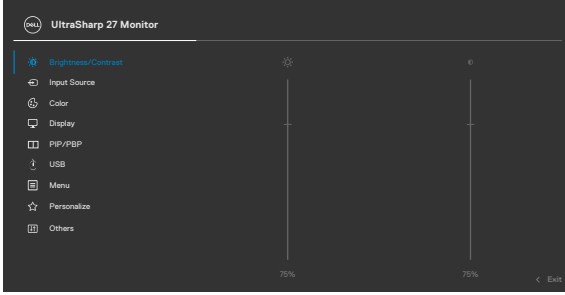 DELL UltraSharp 27 Monitor
Brightness/Contrast
Input Source
Color
Display
PIP/PBP
USB
Menu
Personalize
Others
75% 75%
Exit